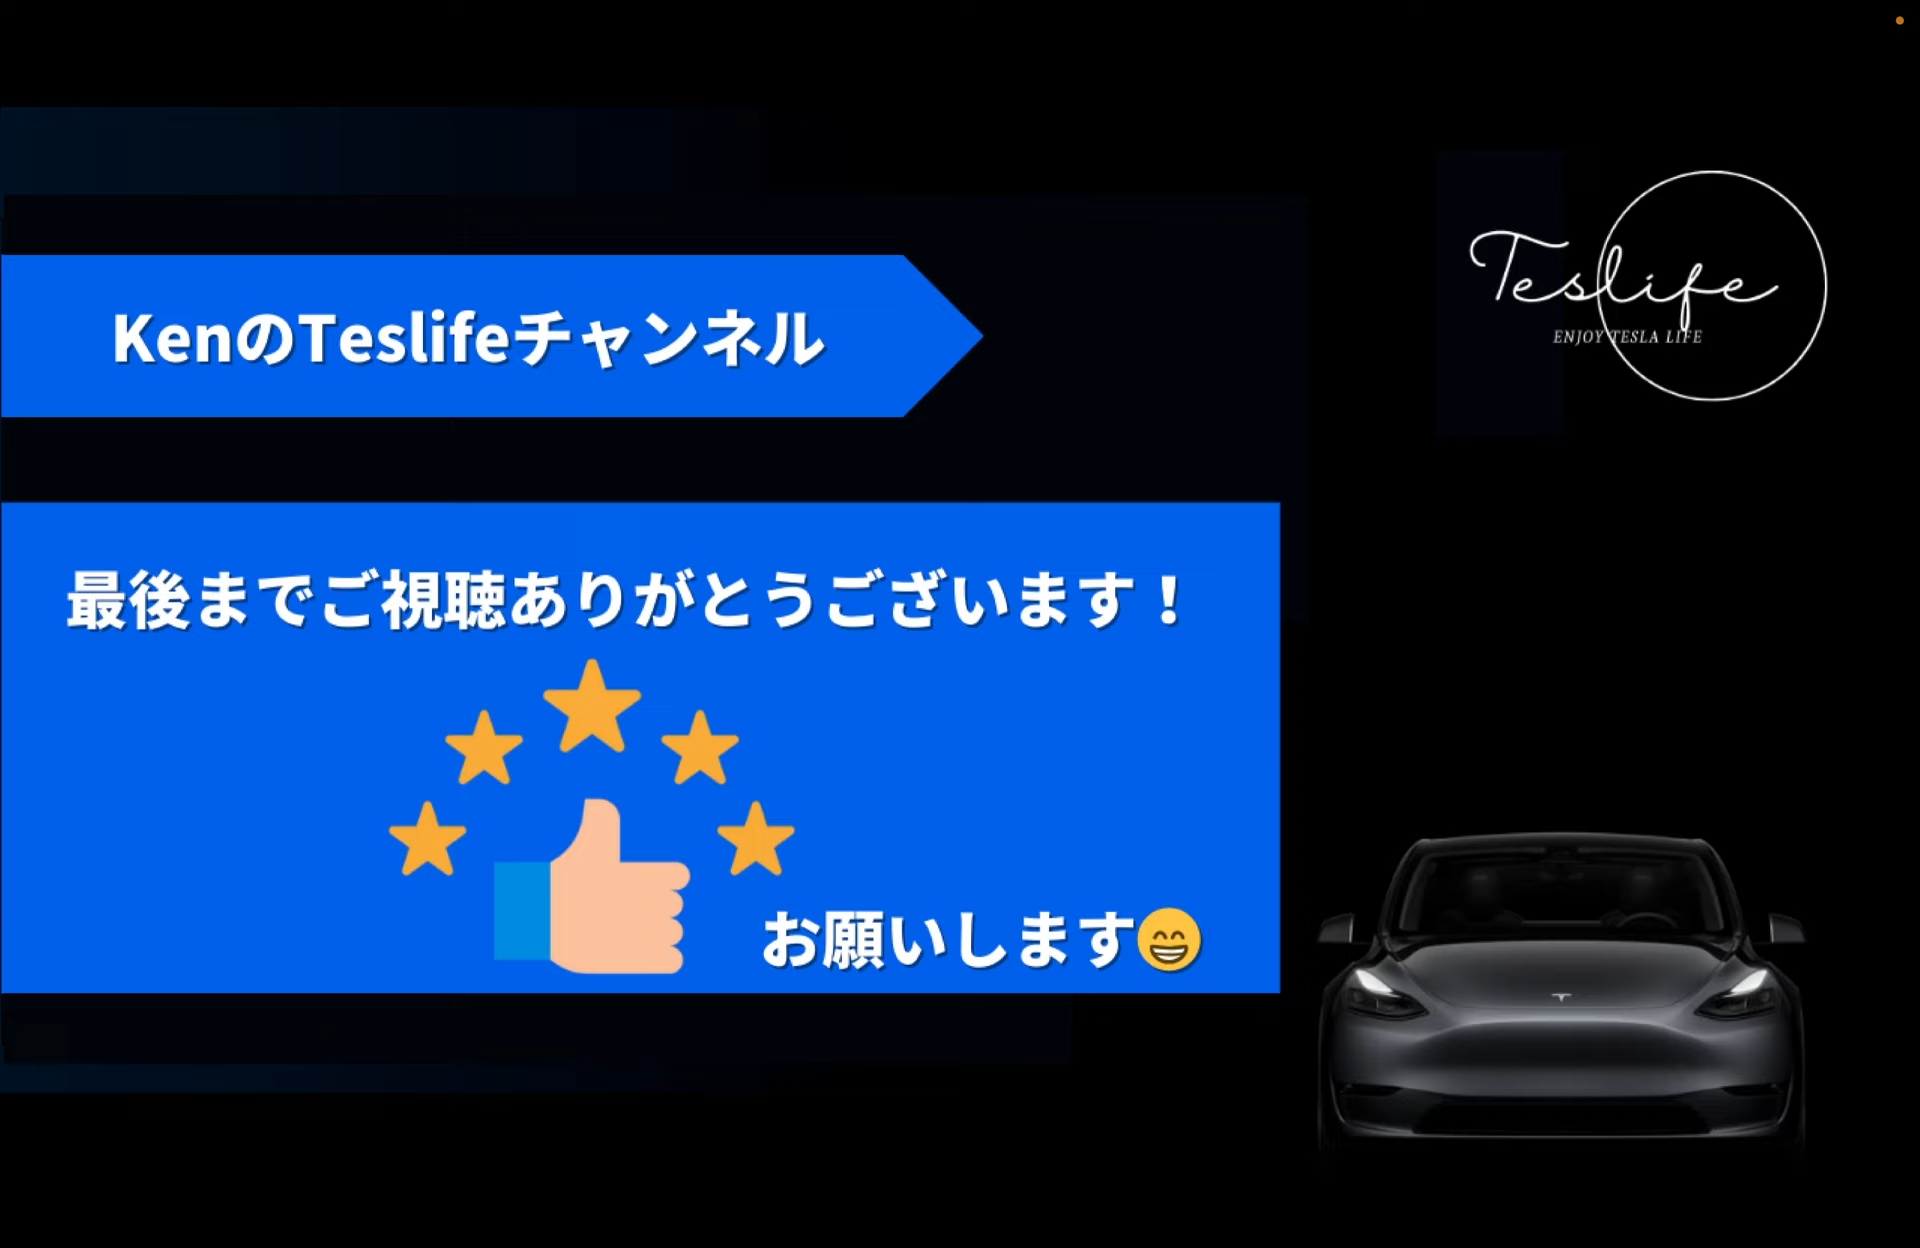 KenのTeslifeチャンネル
Teslife
ENJOY TESLA LIFE
最後までご視聴ありがとうございます！
お願いします😁